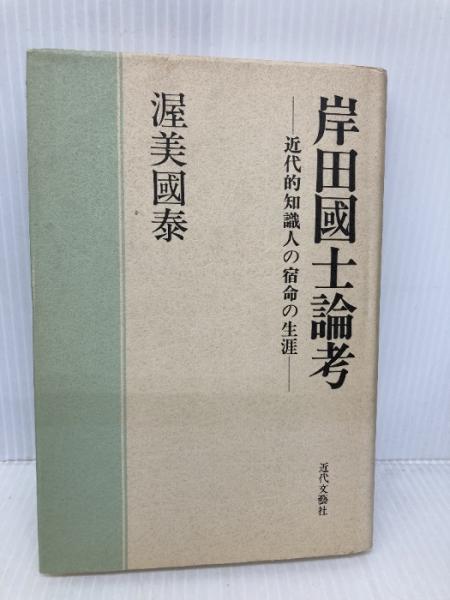 岸田國士論考
──近代的知識人の宿命の生涯──
渥美國泰
近代文藝社